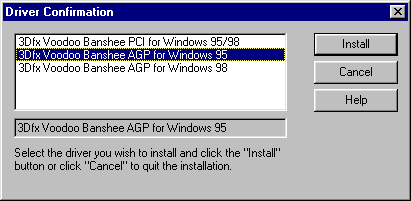 Driver Confirmation
3Dfx Voodoo Banshee PCI for Windows 95/98
3Dfx Voodoo Banshee AGP for Windows 95
3Dfx Voodoo Banshee AGP for Windows 98
Install
Cancel
Help
3Dfx Voodoo Banshee AGP for Windows 95
Select the driver you wish to install and click the "Install"
button or click "Cancel" to quit the installation.